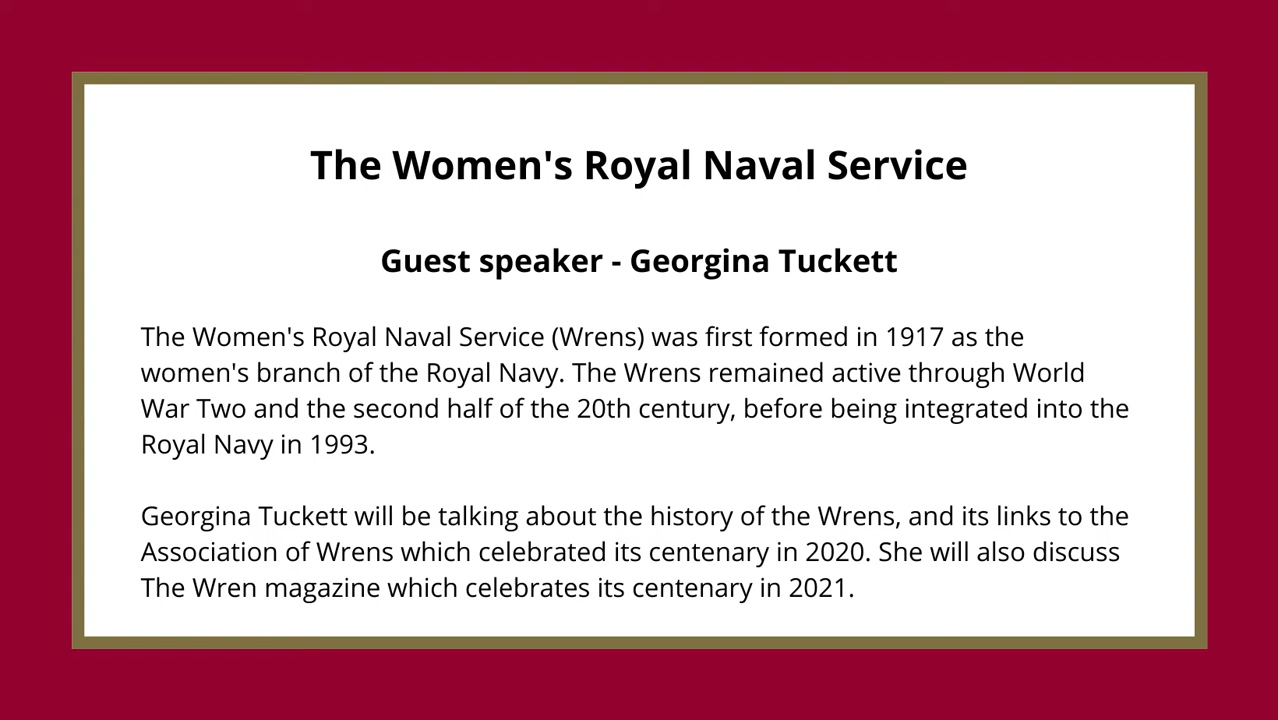 The Women's Royal Naval Service
Guest speaker - Georgina Tuckett
The Women's Royal Naval Service (Wrens) was first formed in 1917 as the
women's branch of the Royal Navy. The Wrens remained active through World
War Two and the second half of the 20th century, before being integrated into the
Royal Navy in 1993.
Georgina Tuckett will be talking about the history of the Wrens, and its links to the
Association of Wrens which celebrated its centenary in 2020. She will also discuss
The Wren magazine which celebrates its centenary in 2021.